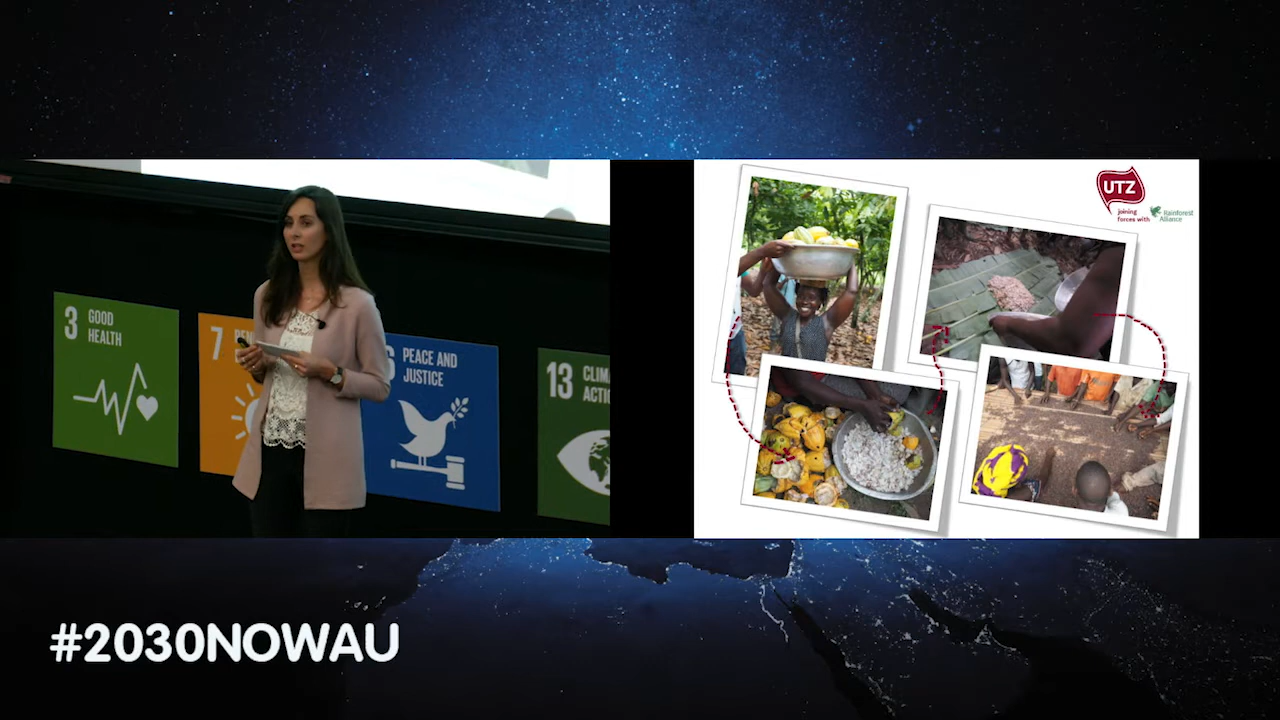 3 GOOD
HEALTH
7
PEACE AND
JUSTICE
13
UTZ
joining
forces with
Rainforest
Alliance
#2030NOWAU